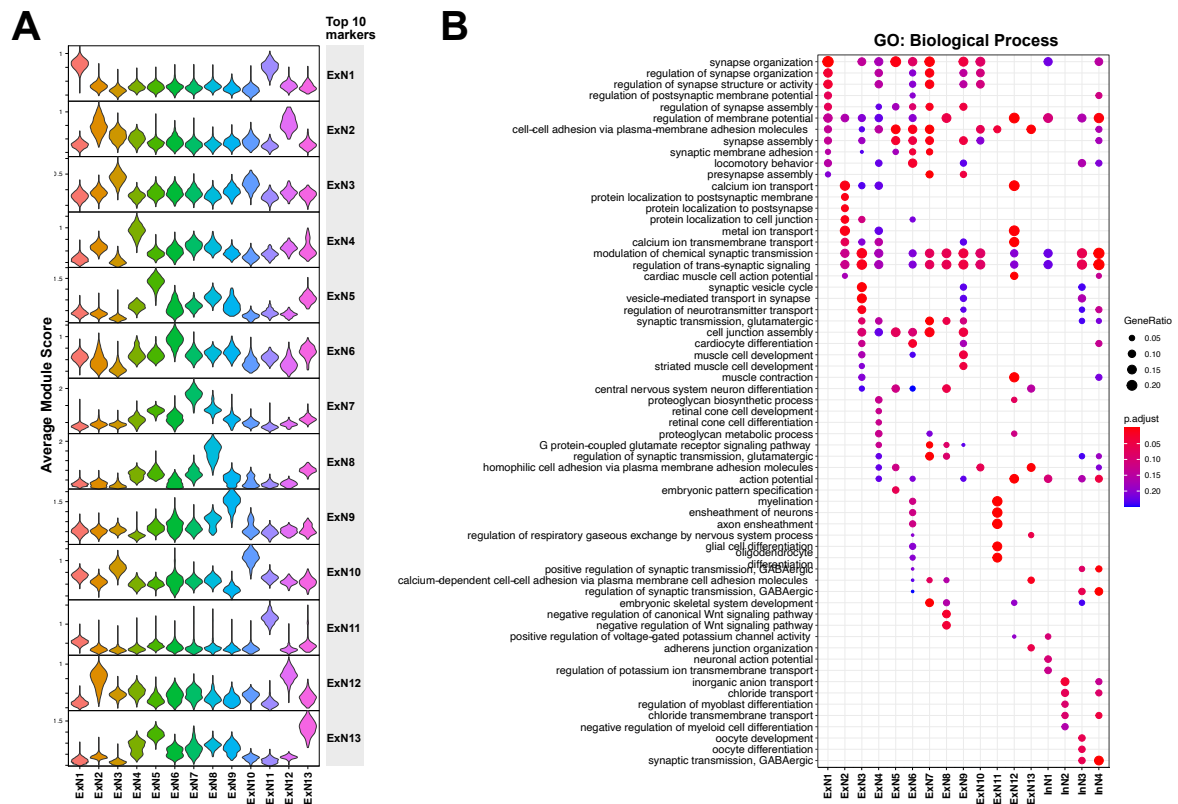 A
Top 10
markers
Average Module Score
1
ExN1
1
ExN2
0.5
ExN3
1
ExN4
1.5
ExN5
1
ExN6
2
ExN7
2
ExN8
1
ExN9
1
ExN10
1
ExN11
1
ExN12
1.5
ExN13
ExN1
ExN2
ExN3
ExN4
ExN5
ExN6
ExN7
ExN8
ExN9
ExN10
ExN11
ExN12
ExN13
B
GO: Biological Process
synapse organization
regulation of synapse organization
regulation of synapse structure or activity
regulation of postsynaptic membrane potential
regulation of synapse assembly
regulation of membrane potential
cell-cell adhesion via plasma-membrane adhesion molecules
synapse assembly
synaptic membrane adhesion
locomotory behavior
presynapse assembly
calcium ion transport
protein localization to postsynaptic membrane
protein localization to postsynapse
protein localization to cell junction
metal ion transport
calcium ion transmembrane transport
modulation of chemical synaptic transmission
regulation of trans-synaptic signaling
cardiac muscle cell action potential
synaptic vesicle cycle
vesicle-mediated transport in synapse
regulation of neurotransmitter transport
synaptic transmission, glutamatergic
cell junction assembly
cardiocyte differentiation
muscle cell development
striated muscle cell development
muscle contraction
central nervous system neuron differentiation
proteoglycan biosynthetic process
retinal cone cell development
retinal cone cell differentiation
proteoglycan metabolic process
G protein-coupled glutamate receptor signaling pathway
regulation of synaptic transmission, glutamatergic
homophilic cell adhesion via plasma membrane adhesion molecules
action potential
embryonic pattern specification
myelination
ensheathment of neurons
axon ensheathment
regulation of respiratory gaseous exchange by nervous system process
glial cell differentiation
oligodendrocyte
differentiation
positive regulation of synaptic transmission, GABAergic
calcium-dependent cell-cell adhesion via plasma membrane cell adhesion molecules
regulation of synaptic transmission, GABAergic
embryonic skeletal system development
negative regulation of canonical Wnt signaling pathway
negative regulation of Wnt signaling pathway
positive regulation of voltage-gated potassium channel activity
adherens junction organization
neuronal action potential
regulation of potassium ion transmembrane transport
inorganic anion transport
chloride transport
regulation of myoblast differentiation
chloride transmembrane transport
negative regulation of myeloid cell differentiation
oocyte development
oocyte differentiation
synaptic transmission, GABAergic
ExN1
ExN2
ExN3
ExN4
ExN5
ExN6
ExN7
ExN8
ExN9
ExN10
ExN11
ExN12
ExN13
InN1
InN2
InN3
InN4
GeneRatio
0.05
0.10
0.15
0.20
p.adjust
0.05
0.10
0.15
0.20